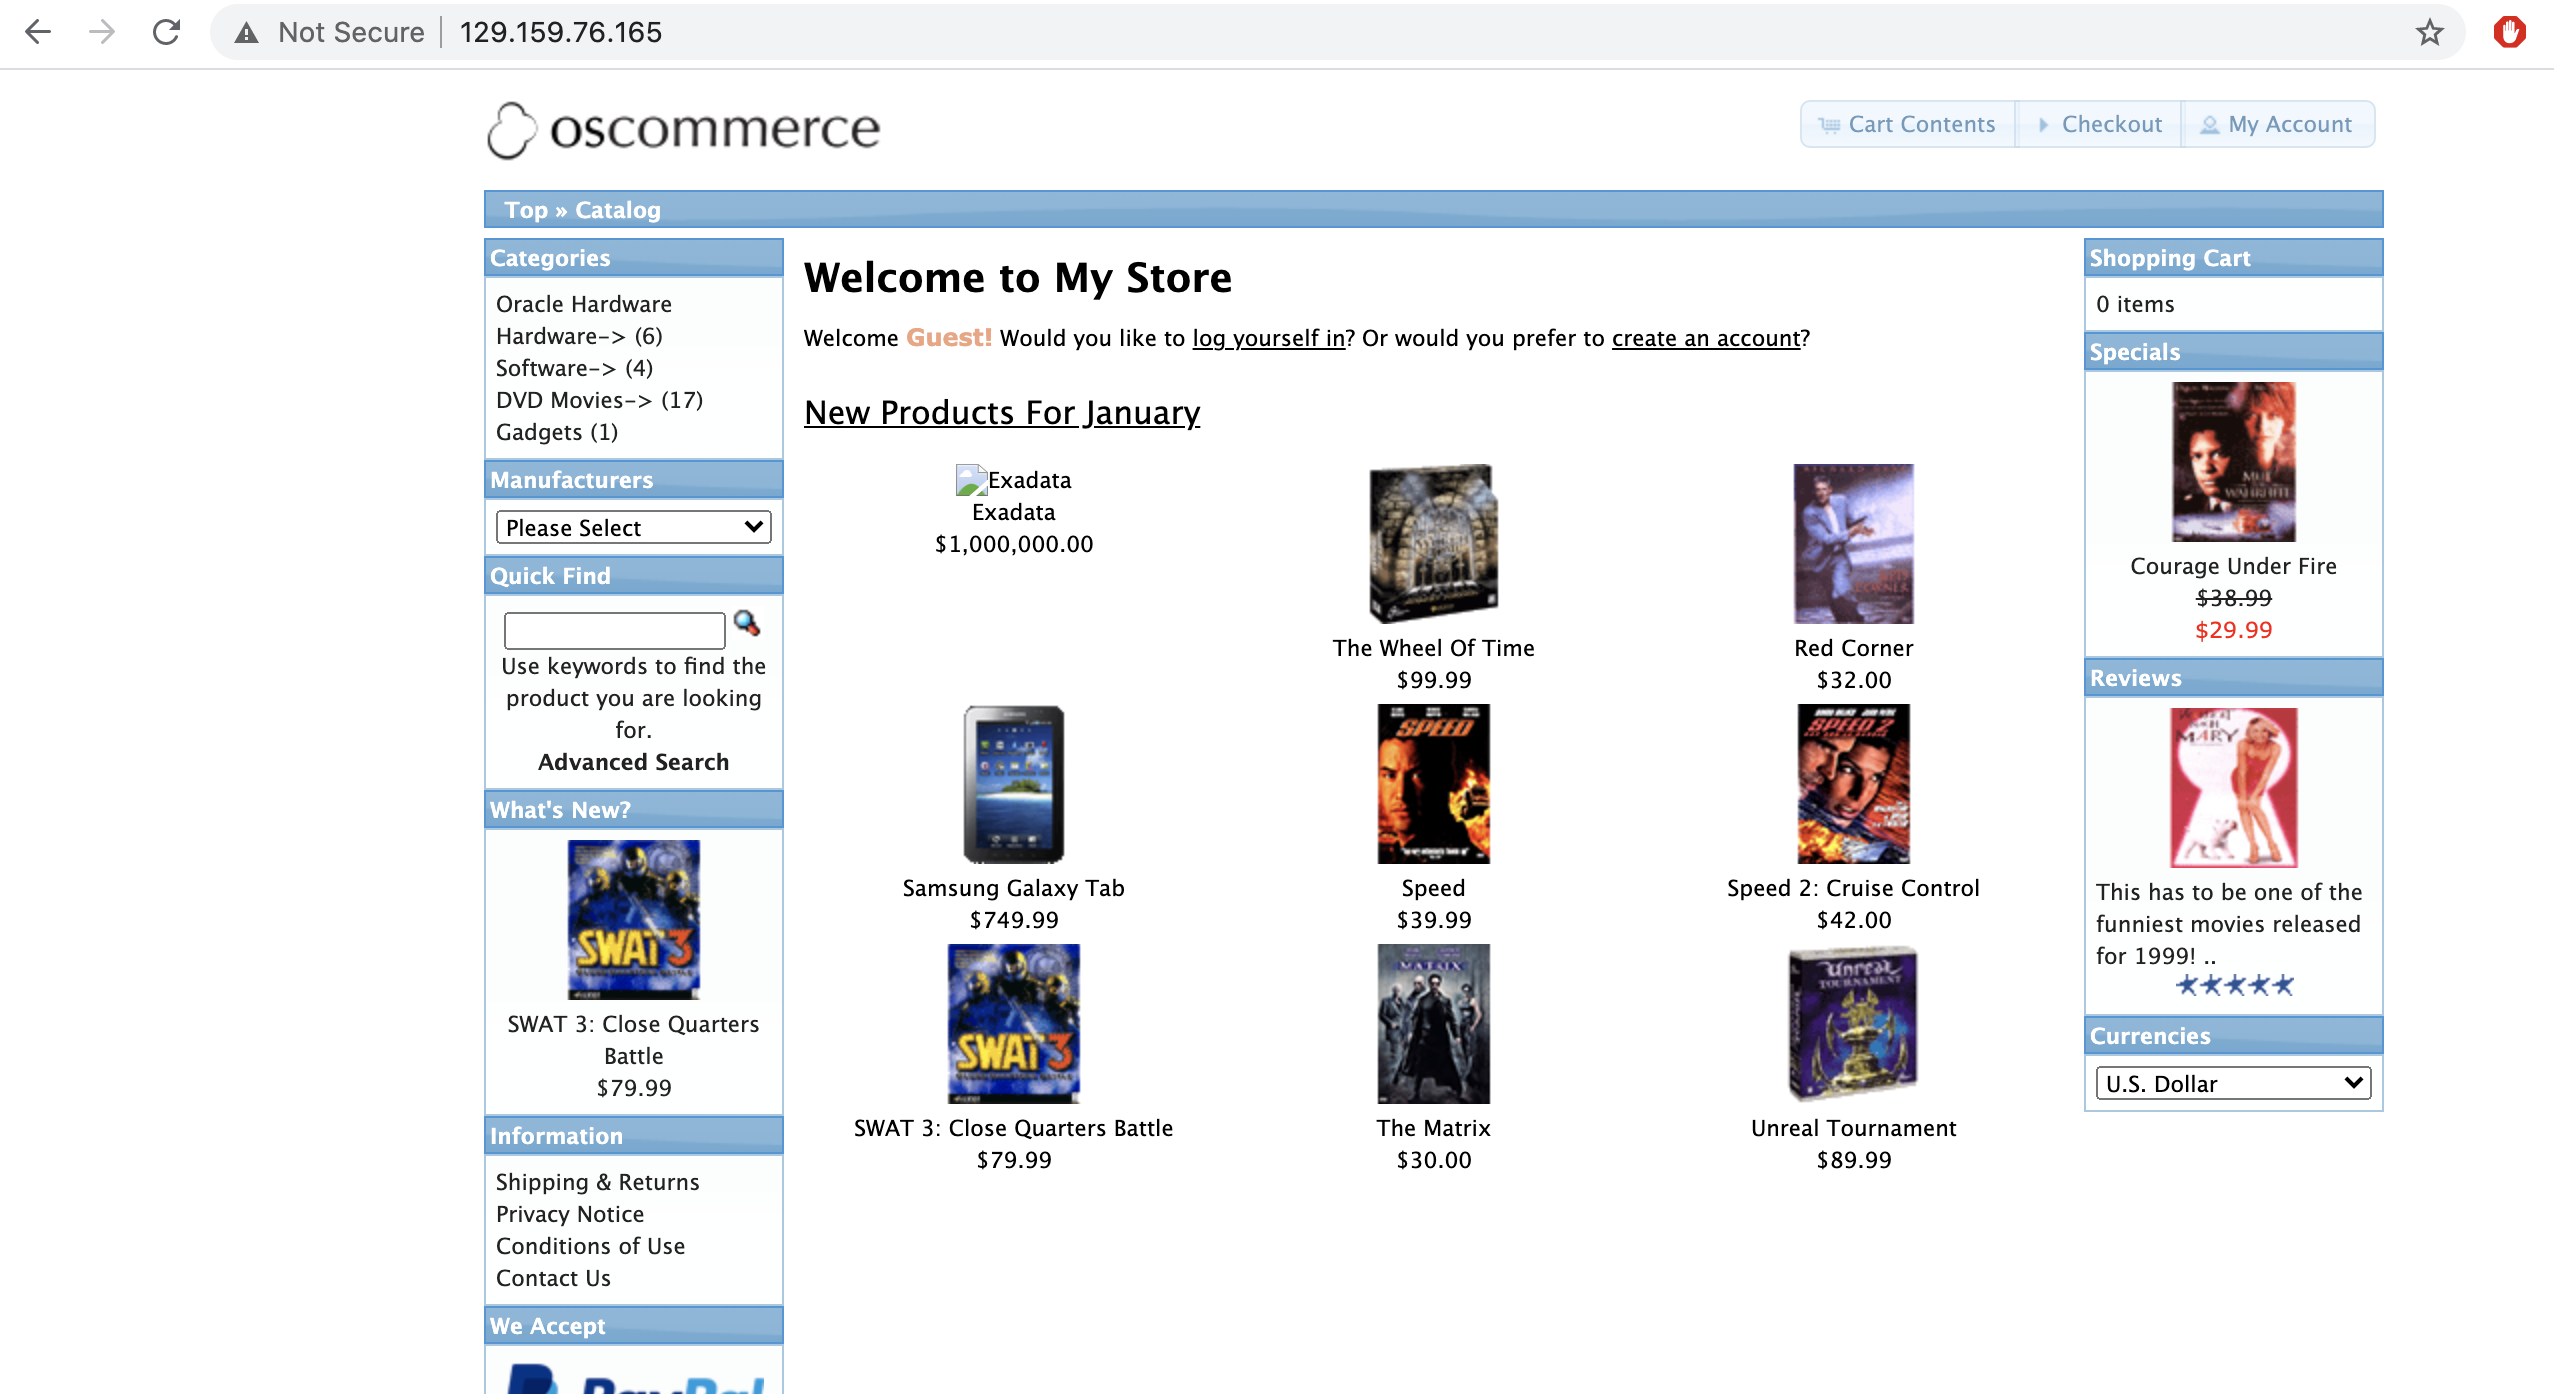 Not Secure
129.159.76.165
oscommerce
Cart Contents
Checkout
My Account
Top » Catalog
Categories
Oracle Hardware
Hardware-> (6)
Software-> (4)
DVD Movies-> (17)
Gadgets (1)
Manufacturers
Please Select
Quick Find
Use keywords to find the
product you are looking
for.
Advanced Search
What's New?
SWAT 3
SWAT 3: Close Quarters
Battle
$79.99
Information
Shipping & Returns
Privacy Notice
Conditions of Use
Contact Us
We Accept
PayPal
Welcome to My Store
Welcome Guest! Would you like to log yourself in? Or would you prefer to create an account?
New Products For January
Exadata
Exadata
$1,000,000.00
The Wheel Of Time
$99.99
RED CORNER
Red Corner
$32.00
Samsung Galaxy Tab
$749.99
SPEED
Speed
$39.99
SPEED 2
Speed 2: Cruise Control
$42.00
SWAT 3
SWAT 3: Close Quarters Battle
$79.99
MATRIX
The Matrix
$30.00
Unreal
TOURNAMENT
Unreal Tournament
$89.99
Shopping Cart
0 items
Specials
MUT
WAHRHEIT
Courage Under Fire
$38.99
$29.99
Reviews
MARY
This has to be one of the
funniest movies released
for 1999! ..
Currencies
U.S. Dollar